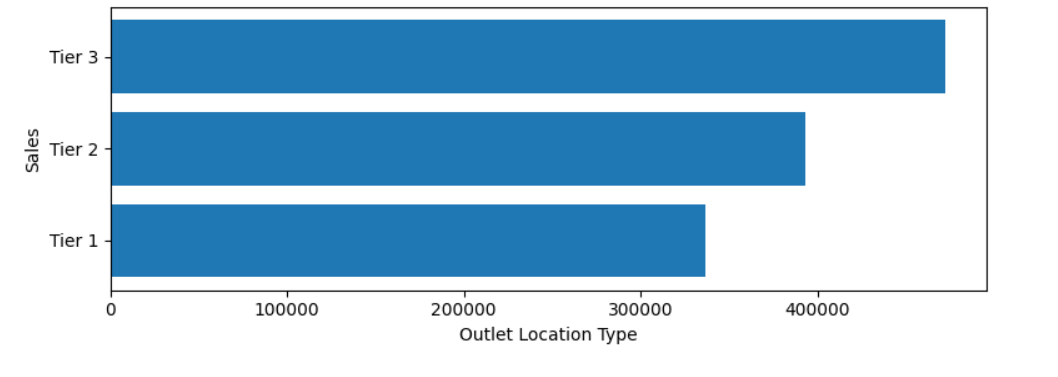 Tier 3
Tier 2
Tier 1
Sales
0 100000 200000 300000 400000
Outlet Location Type